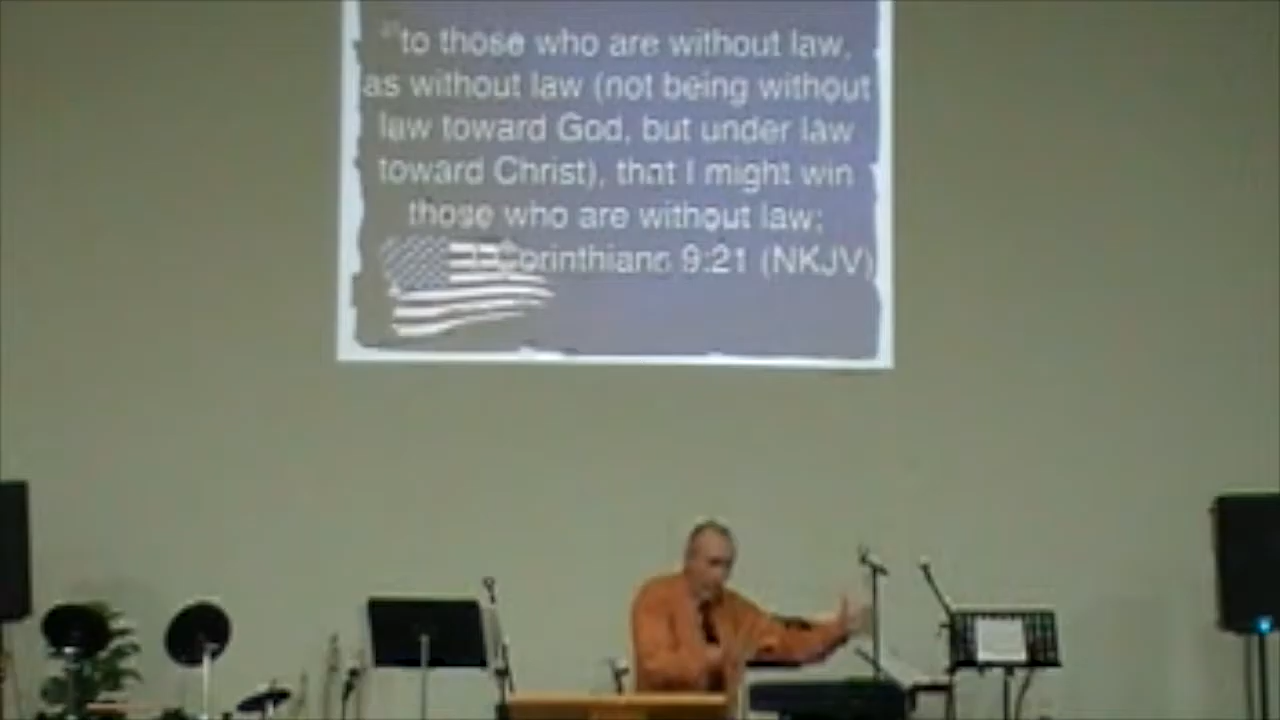 21to those who are without law,
as without law (not being without
law toward God, but under law
toward Christ), that I might win
those who are without law;
Corinthians 9:21 (NKJV)